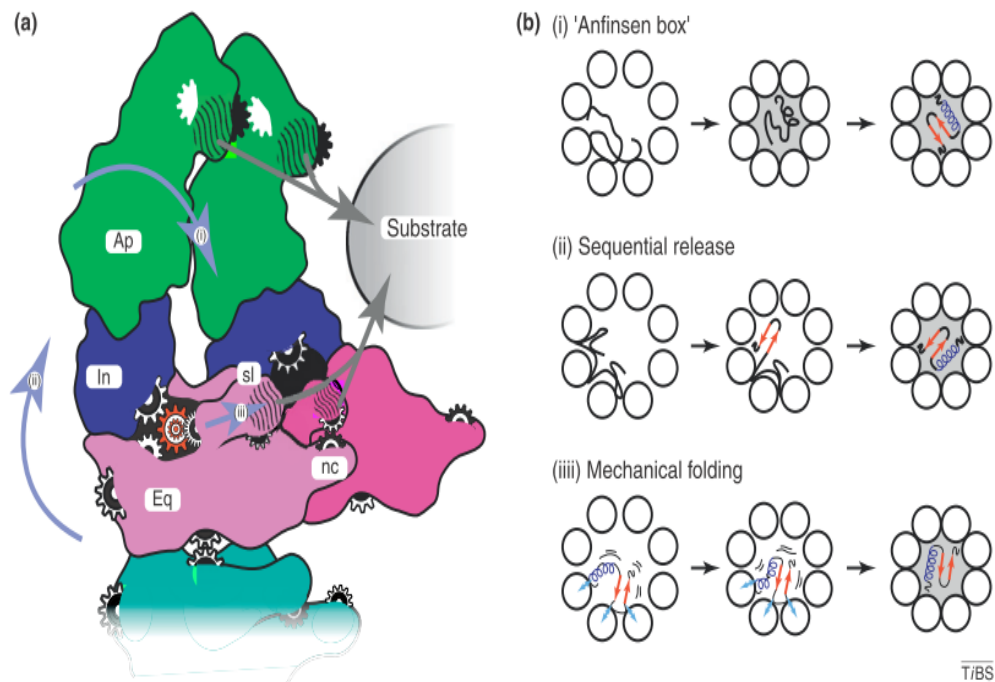 (a)
Ap
(i)
Substrate
In
(ii)
sl
iii
nc
Eq
(b) (i) 'Anfinsen box'
(ii) Sequential release
(iiii) Mechanical folding
TiBS